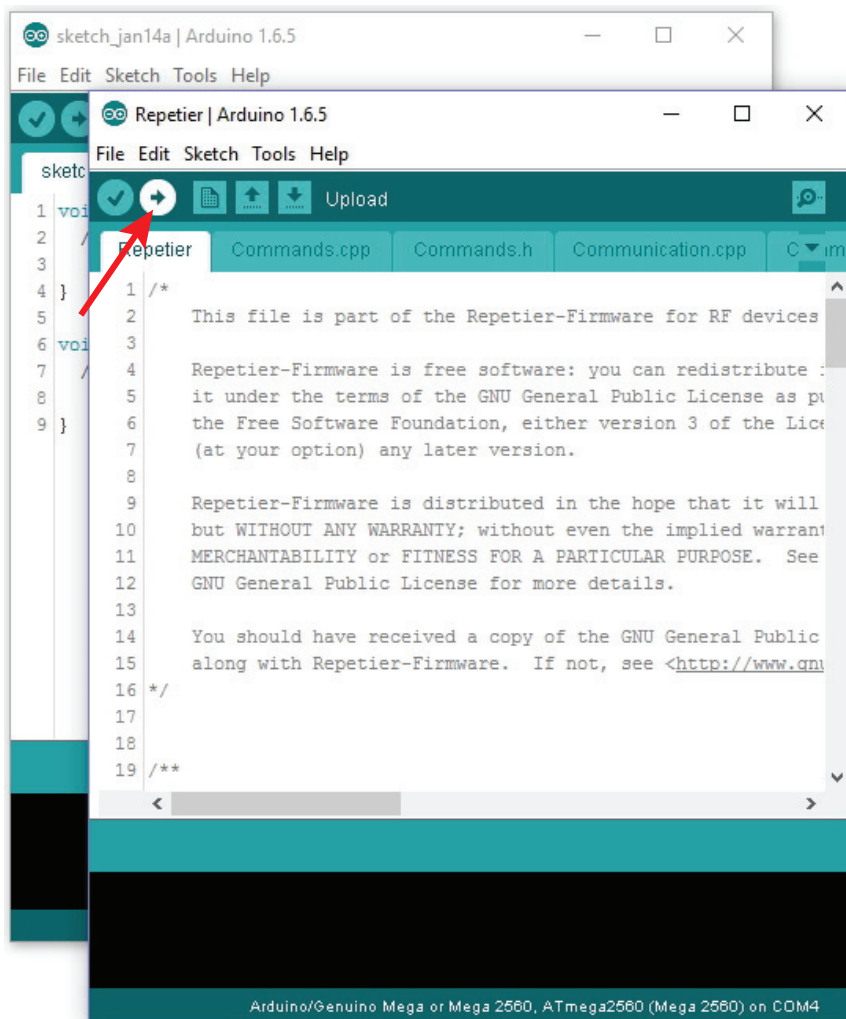 sketch_jan14a | Arduino 1.6.5
File Edit Sketch Tools Help
sketc
1 voi
2 /
3
4 }
5
6 voi
7 /
8
9 }
Repetier | Arduino 1.6.5
File Edit Sketch Tools Help
Upload
Repetier Commands.cpp Commands.h Communication.cpp
1 /*
2 This file is part of the Repetier-Firmware for RF devices
3
4 Repetier-Firmware is free software: you can redistribute
5 it under the terms of the GNU General Public License as pu
6 the Free Software Foundation, either version 3 of the Lice
7 (at your option) any later version.
8
9 Repetier-Firmware is distributed in the hope that it will
10 but WITHOUT ANY WARRANTY; without even the implied warrant
11 MERCHANTABILITY or FITNESS FOR A PARTICULAR PURPOSE. See
12 GNU General Public License for more details.
13
14 You should have received a copy of the GNU General Public
15 along with Repetier-Firmware. If not, see <http://www.gnu
16 */
17
18
19 /**
Arduino/Genuino Mega or Mega 2560, ATmega2560 (Mega 2560) on COM4